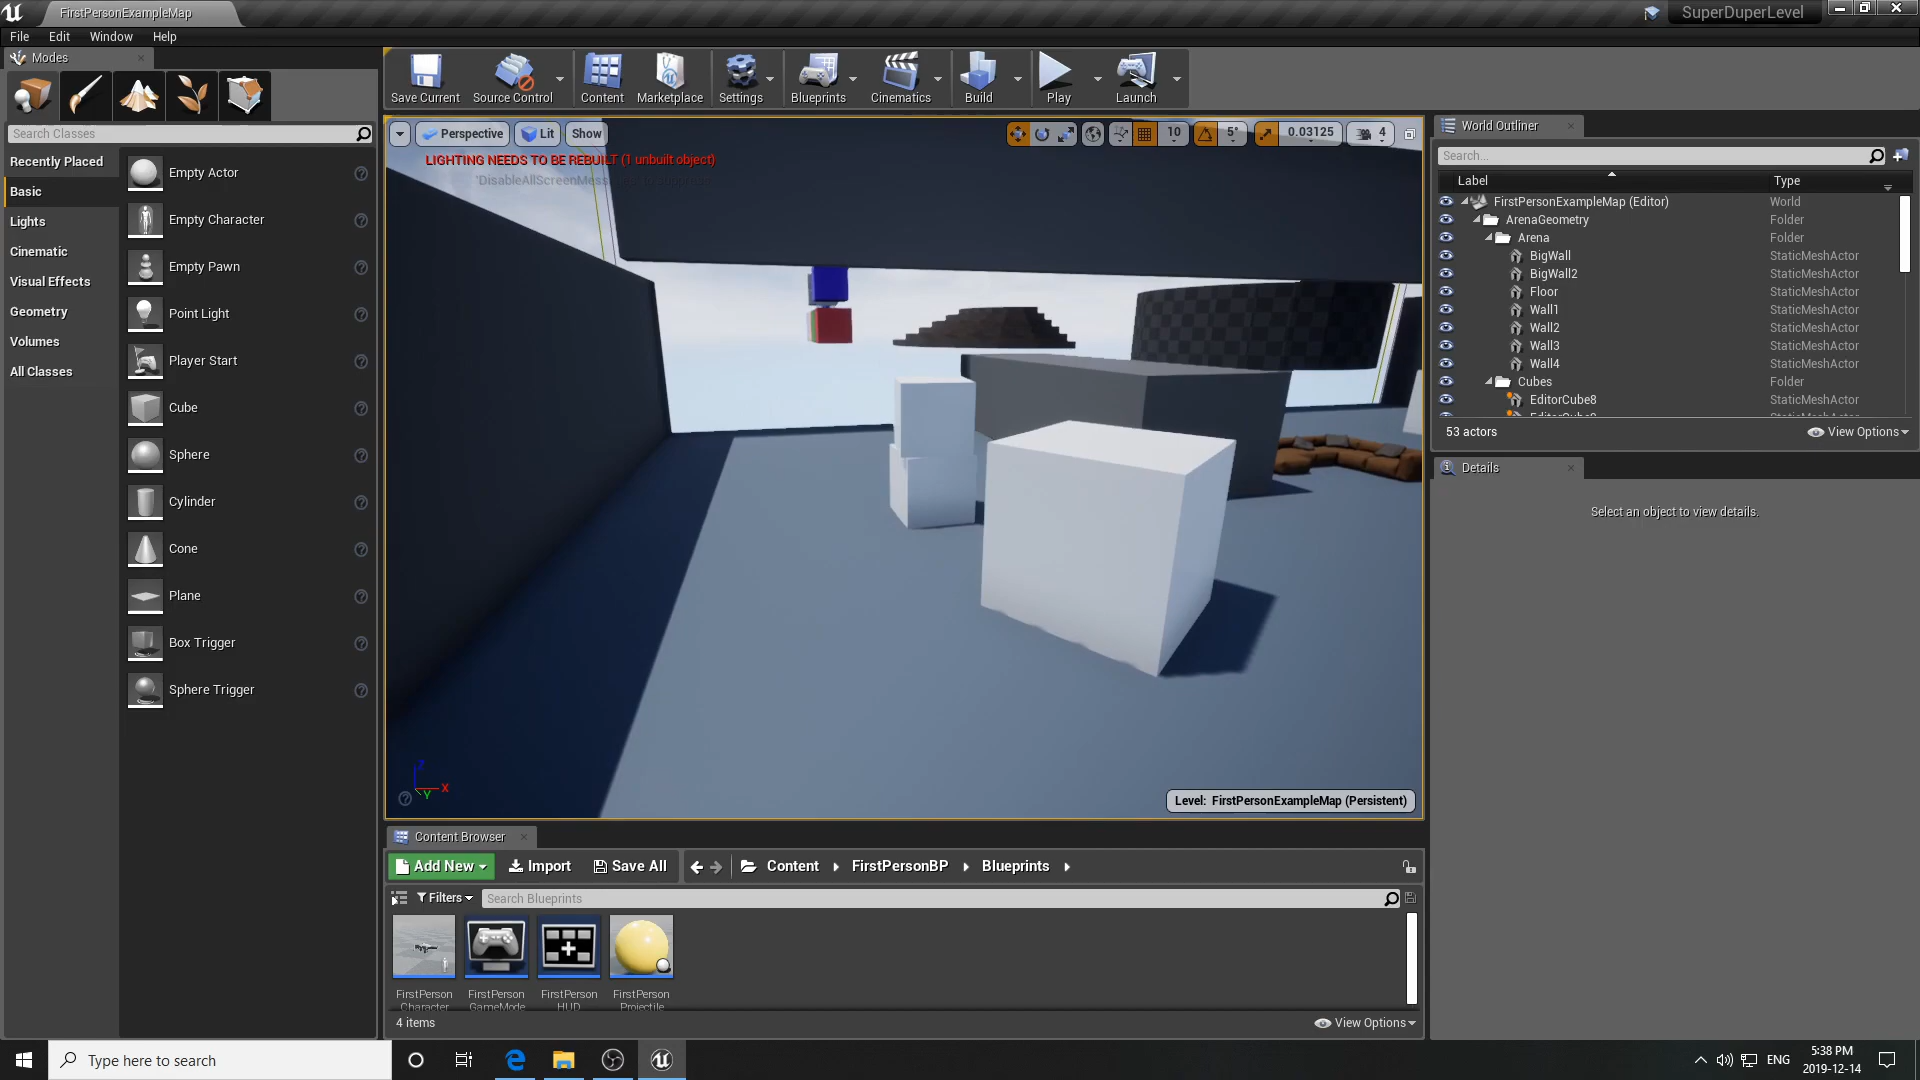 FirstPersonExampleMap
SuperDuperLevel
File Edit Window Help
Modes
Search Classes
Recently Placed
Basic
Lights
Cinematic
Visual Effects
Geometry
Volumes
All Classes
Empty Actor
Empty Character
Empty Pawn
Point Light
Player Start
Cube
Sphere
Cylinder
Cone
Plane
Box Trigger
Sphere Trigger
Save Current Source Control Content Marketplace Settings Blueprints Cinematics Build Play Launch
Perspective Lit Show 10 5° 0.03125 4
LIGHTING NEEDS TO BE REBUILT (1 unbuilt object)
Z
X
Y
Level: FirstPersonExampleMap (Persistent)
World Outliner
Search...
Label Type
FirstPersonExampleMap (Editor) World
ArenaGeometry Folder
Arena Folder
BigWall StaticMeshActor
BigWall2 StaticMeshActor
Floor StaticMeshActor
Wall1 StaticMeshActor
Wall2 StaticMeshActor
Wall3 StaticMeshActor
Wall4 StaticMeshActor
Cubes Folder
EditorCube8 StaticMeshActor
53 actors View Options
Details
Select an object to view details.
Content Browser
Add New Import Save All Content FirstPersonBP Blueprints
Filters Search Blueprints
FirstPerson Character
FirstPerson GameMode
FirstPerson HUD
FirstPerson Projectile
4 items View Options
Type here to search
ENG
5:38 PM
2019-12-14